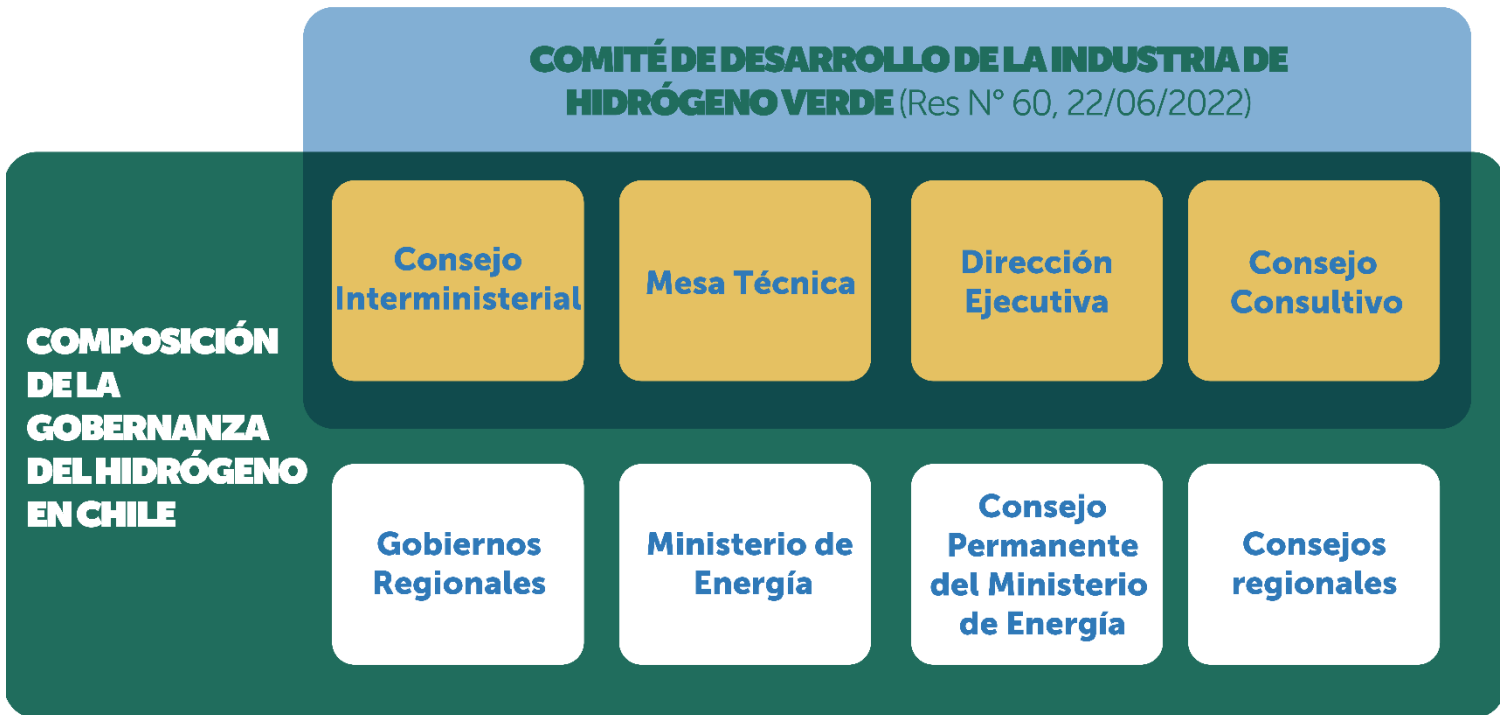 COMITÉ DE DESARROLLO DE LA INDUSTRIA DE
HIDRÓGENO VERDE (Res N° 60, 22/06/2022)
Consejo
Interministerial
Mesa Técnica
Dirección
Ejecutiva
Consejo
Consultivo
COMPOSICIÓN
DE LA
GOBERNANZA
DEL HIDRÓGENO
EN CHILE
Gobiernos
Regionales
Ministerio de
Energía
Consejo
Permanente
del Ministerio
de Energía
Consejos
regionales